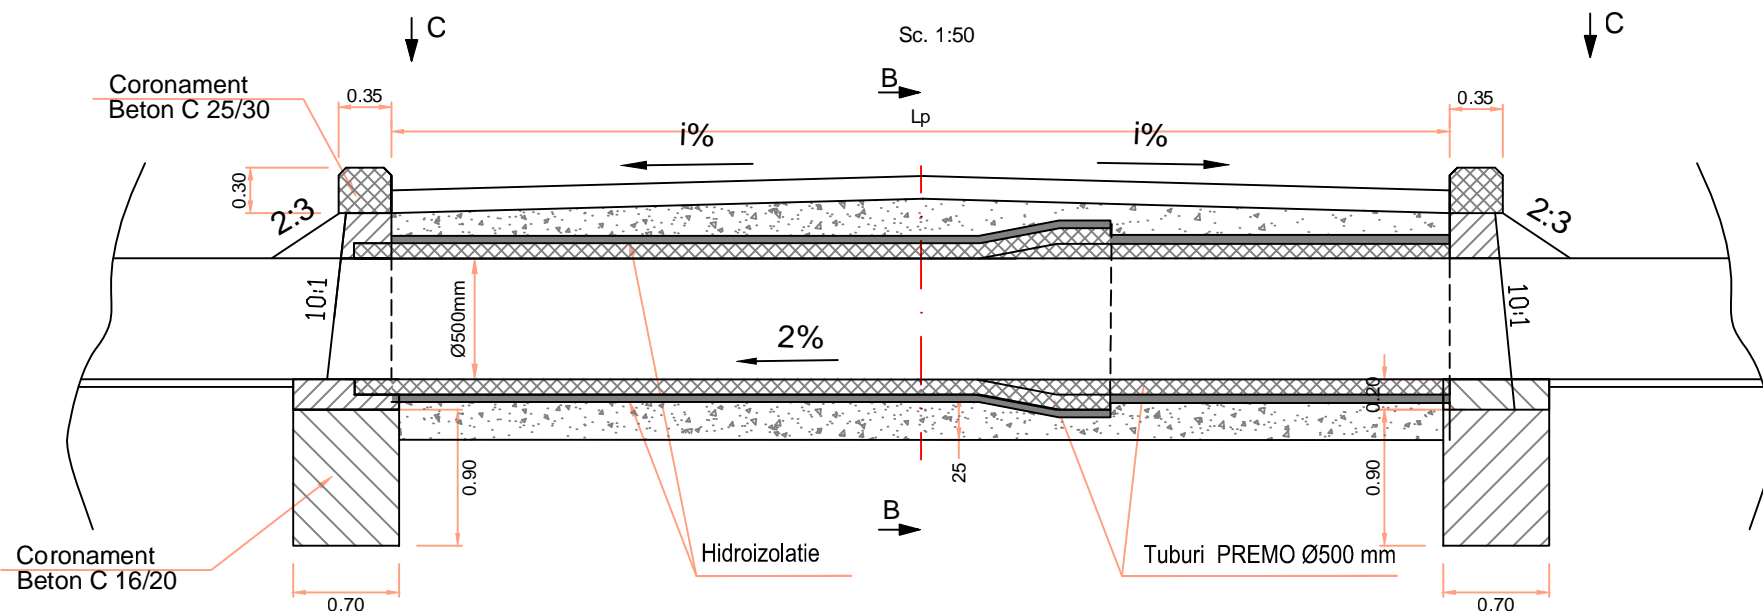 C
Sc. 1:50
C
Coronament
Beton C 25/30
0.35
B
Lp
0.35
i%
i%
0.30
2:3
2:3
10:1
Ø500mm
2%
10:1
0.20
0.90
25
0.90
B
Hidroizolatie
Tuburi PREMO Ø500 mm
Coronament
Beton C 16/20
0.70
0.70